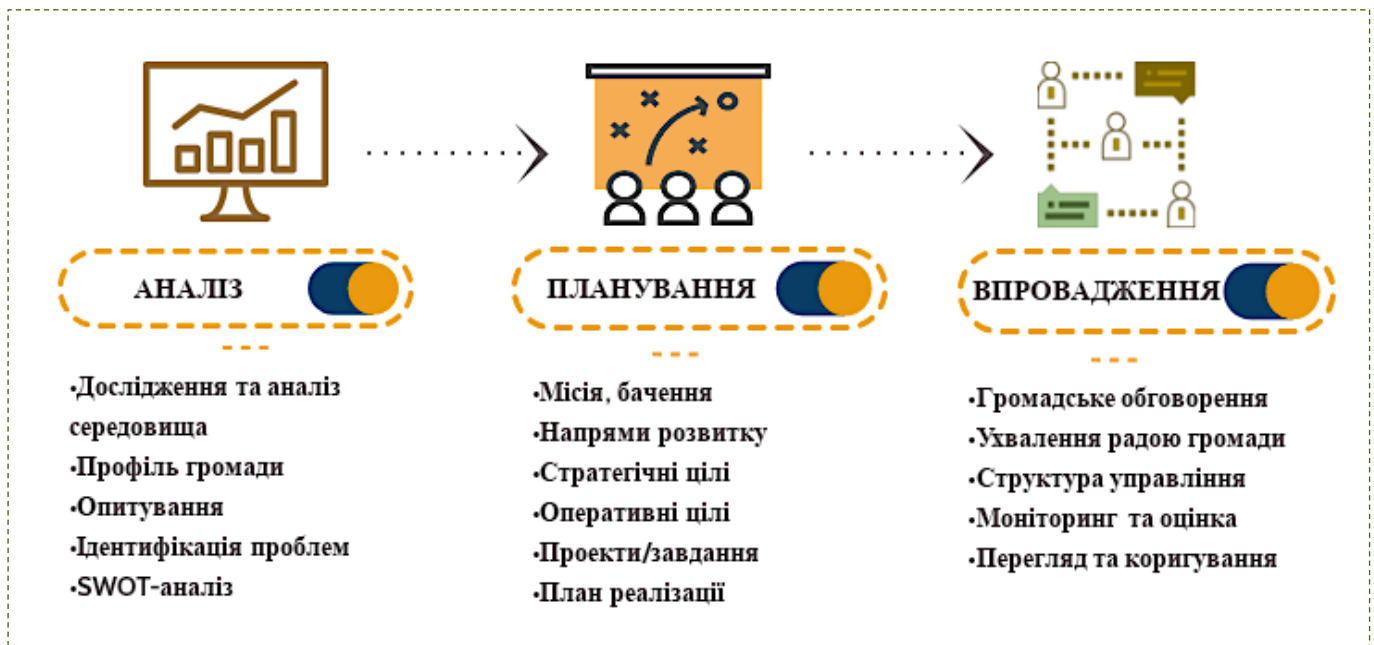 АНАЛІЗ
•Дослідження та аналіз
середовища
•Профіль громади
•Опитування
•Ідентифікація проблем
•SWOT-аналіз
ПЛАНУВАННЯ
•Місія, бачення
•Напрями розвитку
•Стратегічні цілі
•Оперативні цілі
•Проекти/завдання
•План реалізації
ВПРОВАДЖЕННЯ
•Громадське обговорення
•Ухвалення радою громади
•Структура управління
•Моніторинг та оцінка
•Перегляд та коригування